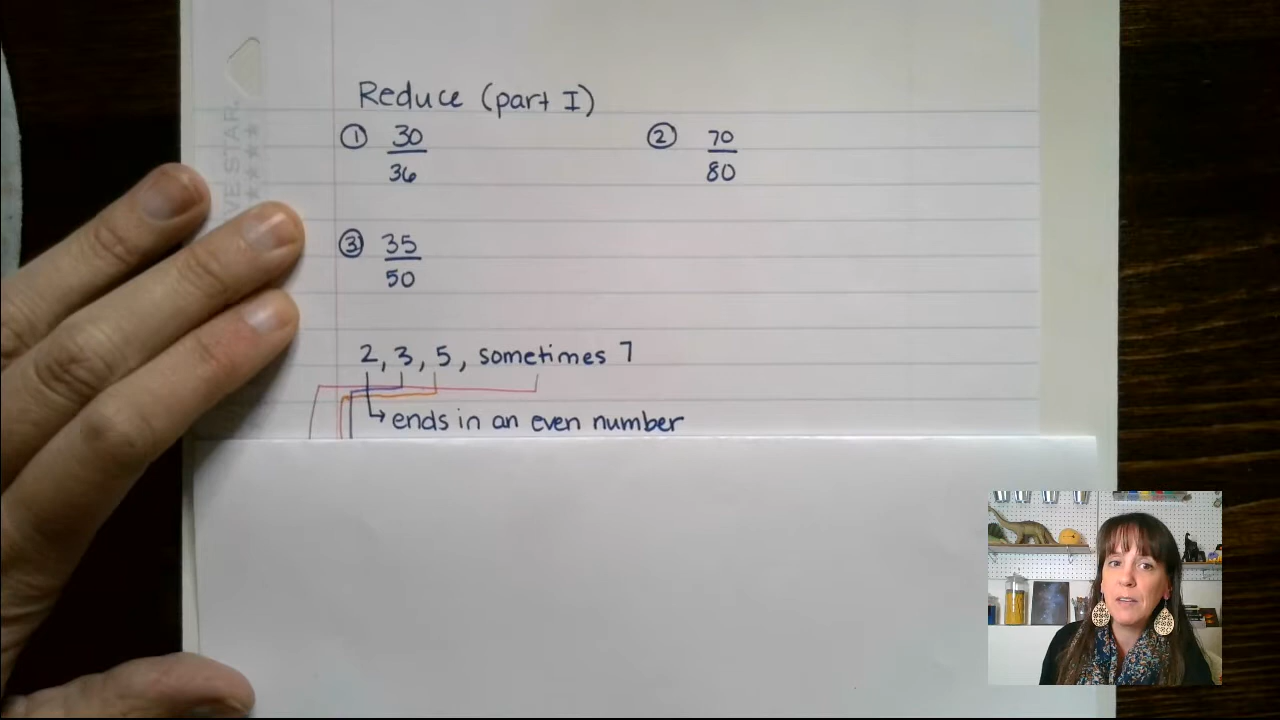 Reduce (part I)
① 30/36 ② 70/80
③ 35/50
2, 3, 5, sometimes 7
↳ ends in an even number
VESTAR.